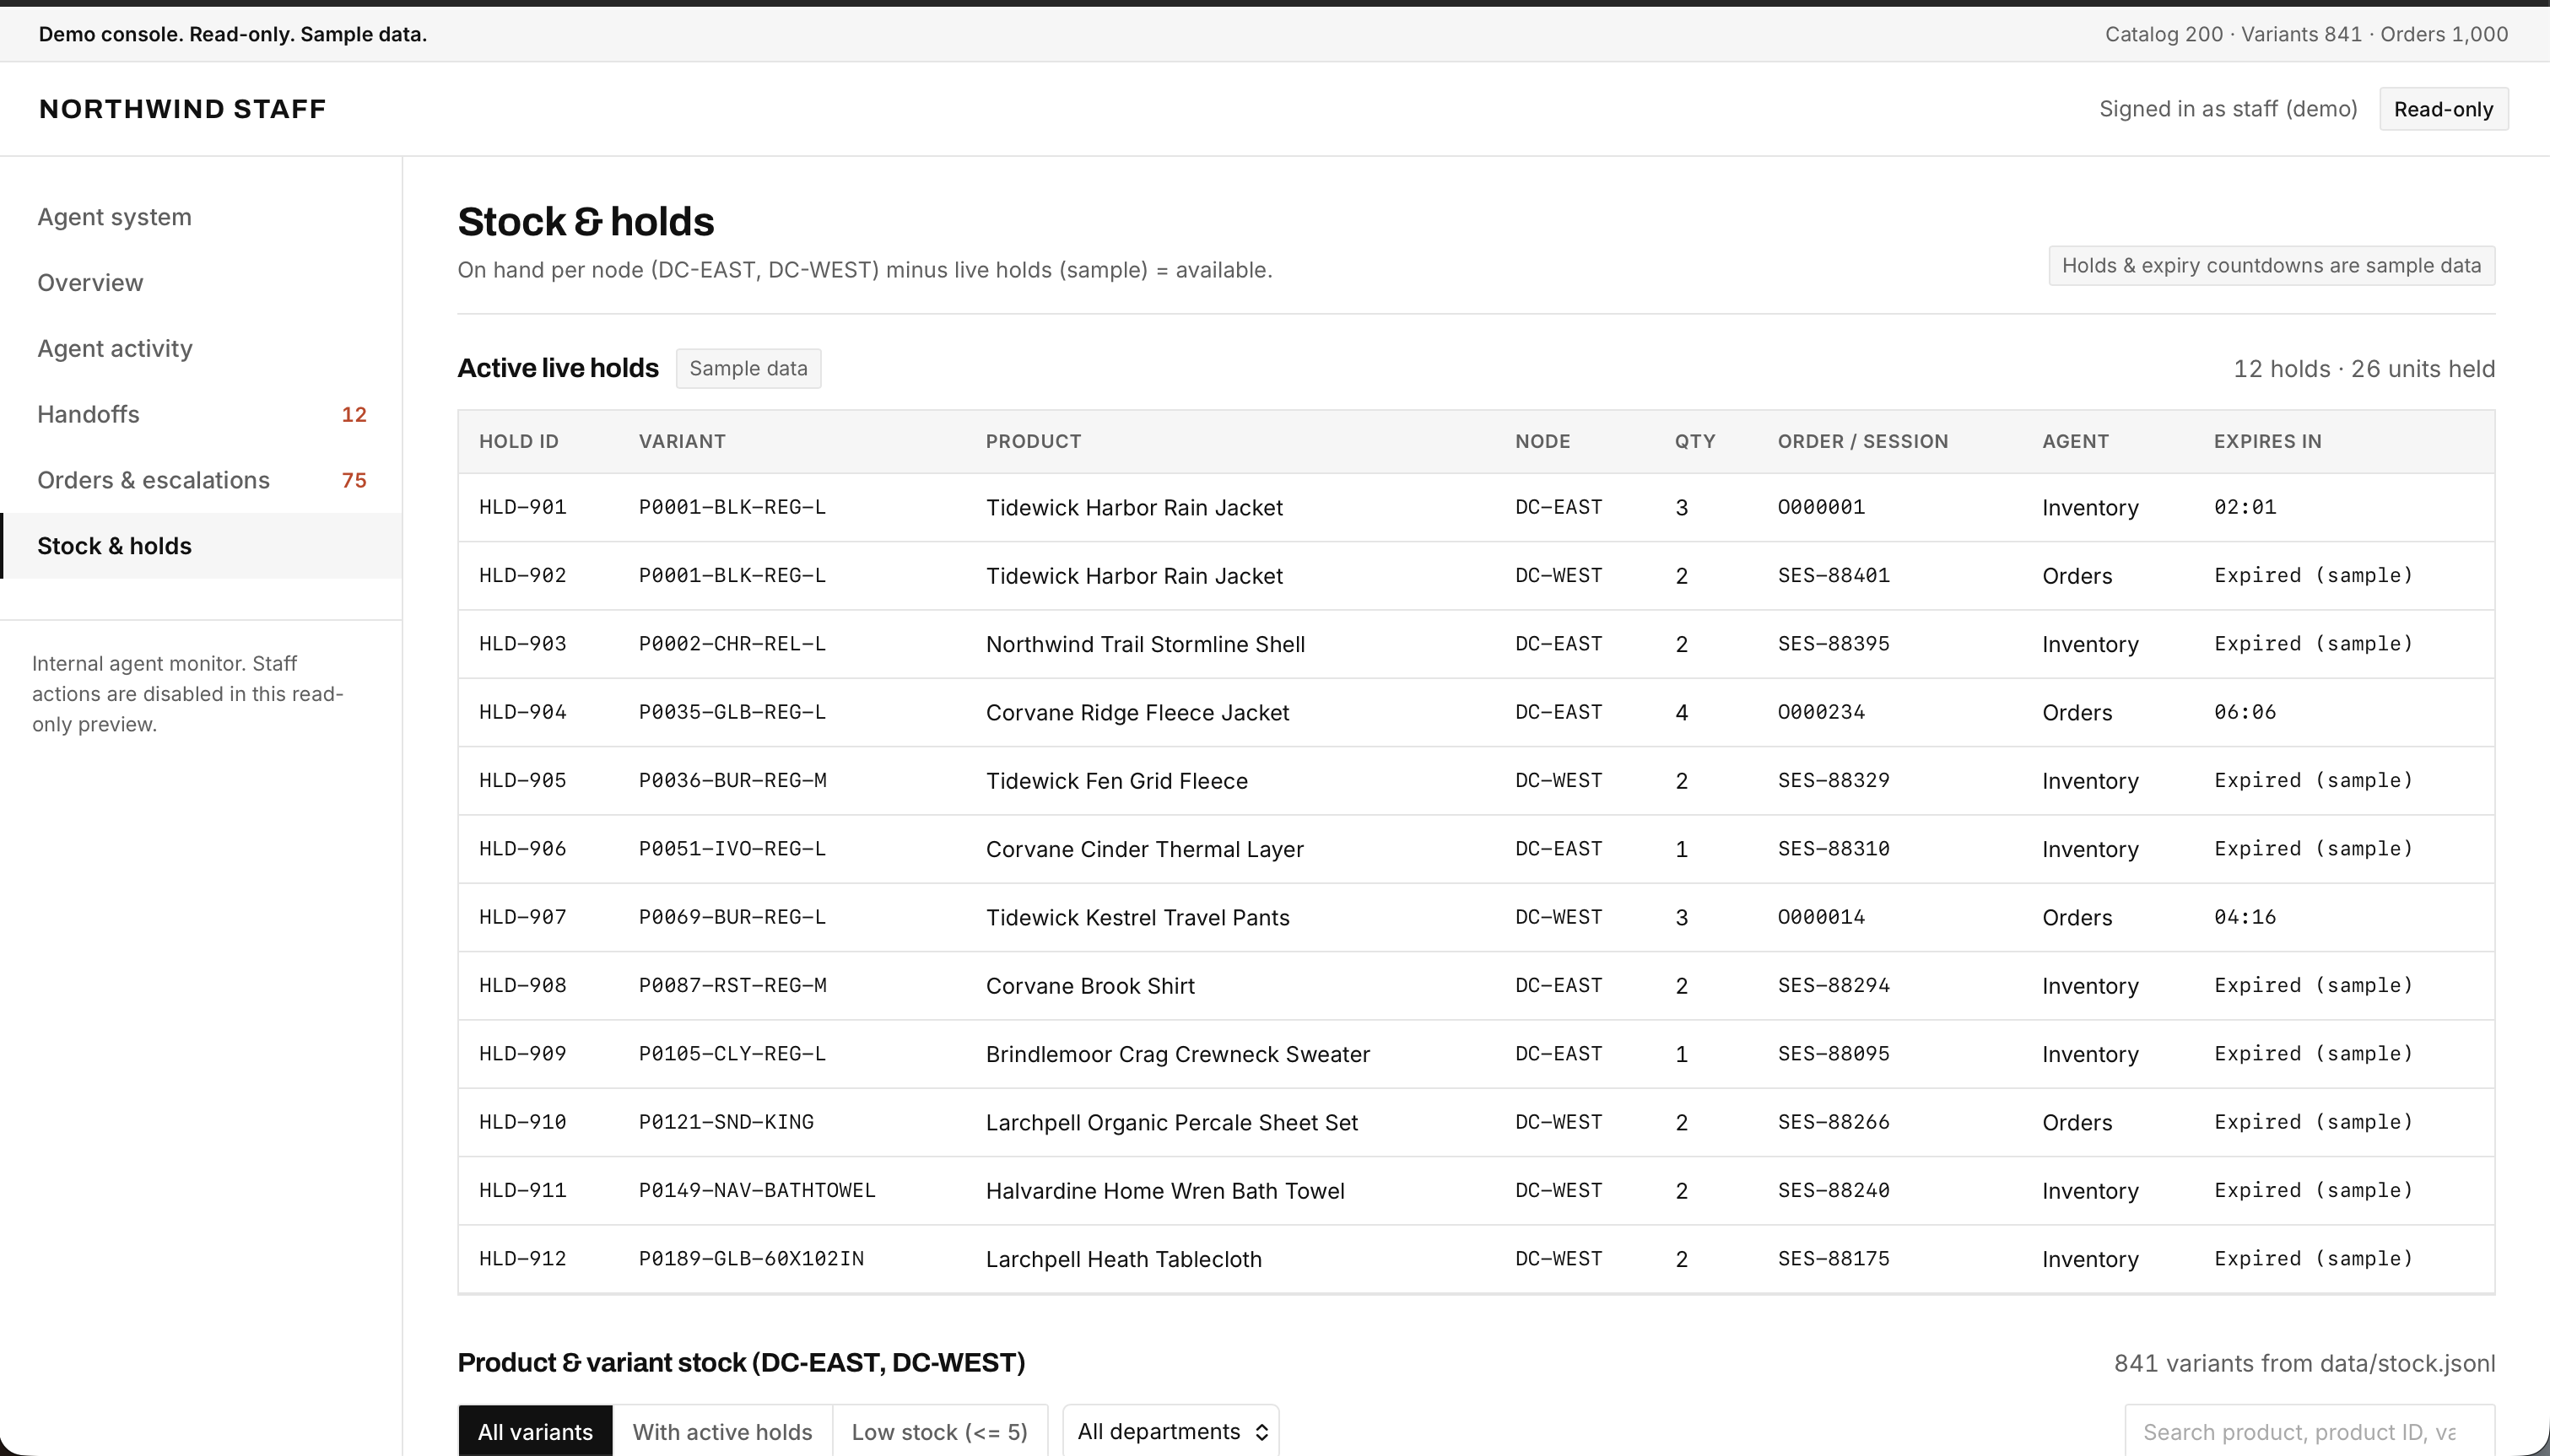 Demo console. Read-only. Sample data.
Catalog 200 · Variants 841 · Orders 1,000
NORTHWIND STAFF
Signed in as staff (demo)
Read-only
Agent system
Overview
Agent activity
Handoffs 12
Orders & escalations 75
Stock & holds
Internal agent monitor. Staff
actions are disabled in this read-
only preview.
Stock & holds
On hand per node (DC-EAST, DC-WEST) minus live holds (sample) = available.
Holds & expiry countdowns are sample data
Active live holds
Sample data
12 holds · 26 units held
HOLD ID VARIANT PRODUCT NODE QTY ORDER / SESSION AGENT EXPIRES IN
HLD-901 P0001-BLK-REG-L Tidewick Harbor Rain Jacket DC-EAST 3 O000001 Inventory 02:01
HLD-902 P0001-BLK-REG-L Tidewick Harbor Rain Jacket DC-WEST 2 SES-88401 Orders Expired (sample)
HLD-903 P0002-CHR-REL-L Northwind Trail Stormline Shell DC-EAST 2 SES-88395 Inventory Expired (sample)
HLD-904 P0035-GLB-REG-L Corvane Ridge Fleece Jacket DC-EAST 4 O000234 Orders 06:06
HLD-905 P0036-BUR-REG-M Tidewick Fen Grid Fleece DC-WEST 2 SES-88329 Inventory Expired (sample)
HLD-906 P0051-IVO-REG-L Corvane Cinder Thermal Layer DC-EAST 1 SES-88310 Inventory Expired (sample)
HLD-907 P0069-BUR-REG-L Tidewick Kestrel Travel Pants DC-WEST 3 O000014 Orders 04:16
HLD-908 P0087-RST-REG-M Corvane Brook Shirt DC-EAST 2 SES-88294 Inventory Expired (sample)
HLD-909 P0105-CLY-REG-L Brindlemoor Crag Crewneck Sweater DC-EAST 1 SES-88095 Inventory Expired (sample)
HLD-910 P0121-SND-KING Larchpell Organic Percale Sheet Set DC-WEST 2 SES-88266 Orders Expired (sample)
HLD-911 P0149-NAV-BATHTOWEL Halvardine Home Wren Bath Towel DC-WEST 2 SES-88240 Inventory Expired (sample)
HLD-912 P0189-GLB-60X102IN Larchpell Heath Tablecloth DC-WEST 2 SES-88175 Inventory Expired (sample)
Product & variant stock (DC-EAST, DC-WEST)
841 variants from data/stock.jsonl
All variants With active holds Low stock (<= 5) All departments
Search product, product ID, va